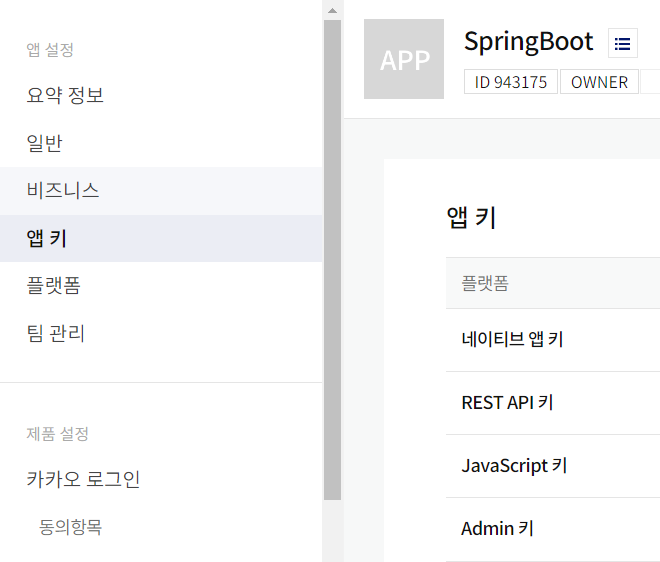 앱 설정
요약 정보
일반
비즈니스
앱 키
플랫폼
팀 관리
제품 설정
카카오 로그인
동의항목
APP
SpringBoot
ID 943175
OWNER
앱 키
플랫폼
네이티브 앱 키
REST API 키
JavaScript 키
Admin 키